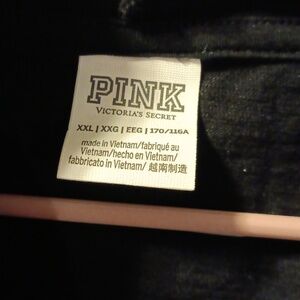 PINK
VICTORIA'S SECRET
XXL | XXG | EEG | 170/116A
made in Vietnam/fabriqué au
Vietnam/hecho en Vietnam/
fabbricato in Vietnam/ 越南制造